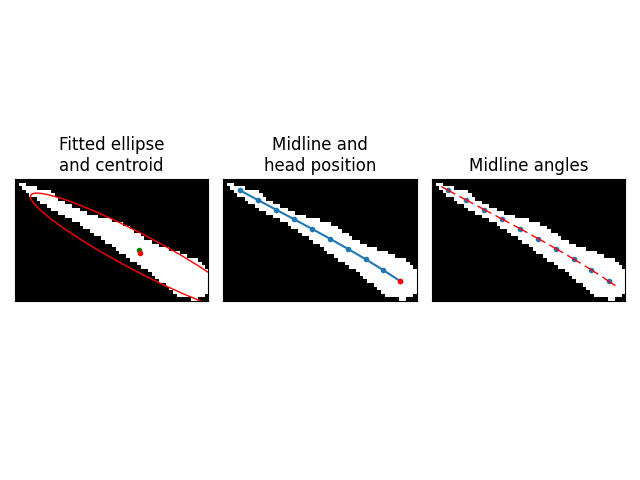 Fitted ellipse
and centroid
Midline and
head position
Midline angles